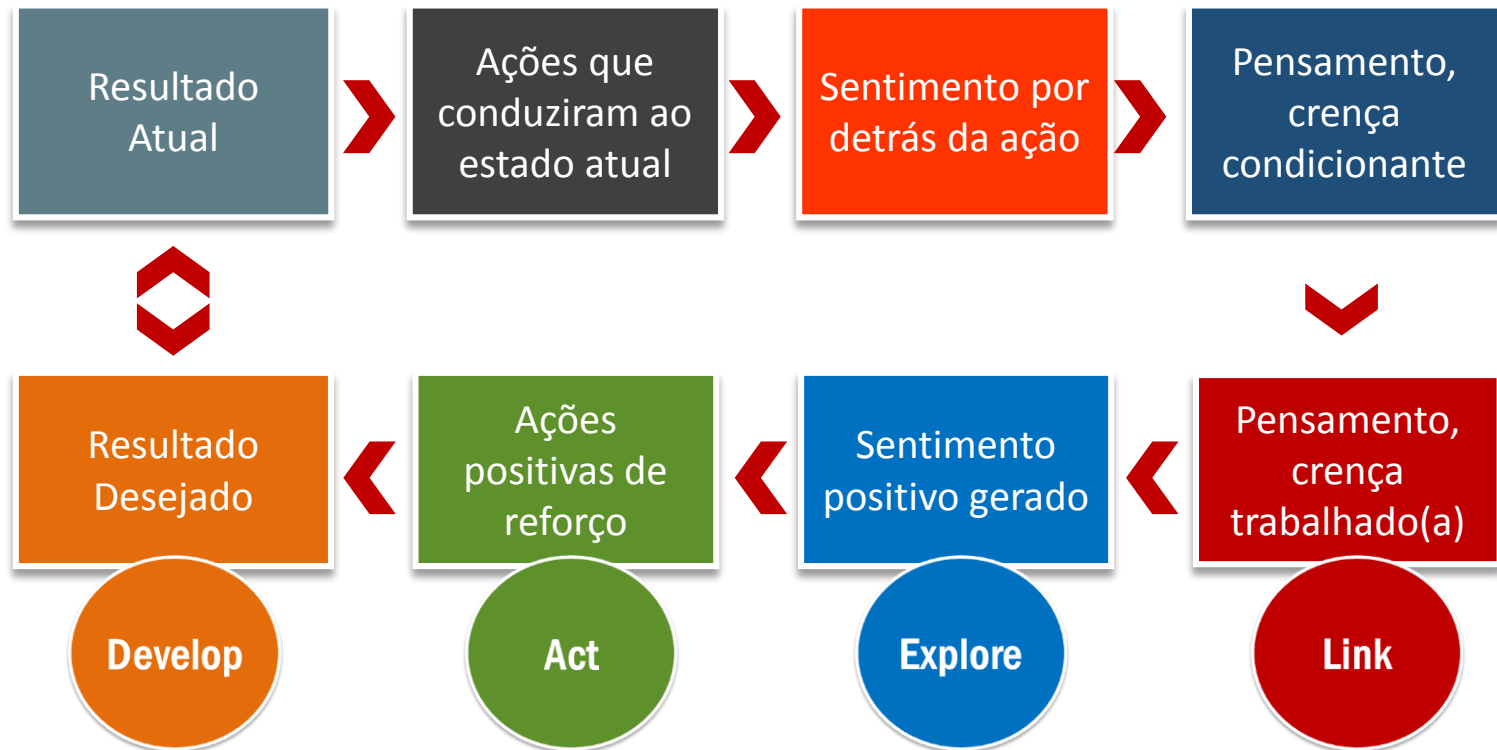 Resultado
Atual
Ações que
conduziram ao
estado atual
Sentimento por
detrás da ação
Pensamento,
crença
condicionante
Resultado
Desejado
Ações
positivas de
reforço
Sentimento
positivo gerado
Pensamento,
crença
trabalhado(a)
Develop
Act
Explore
Link